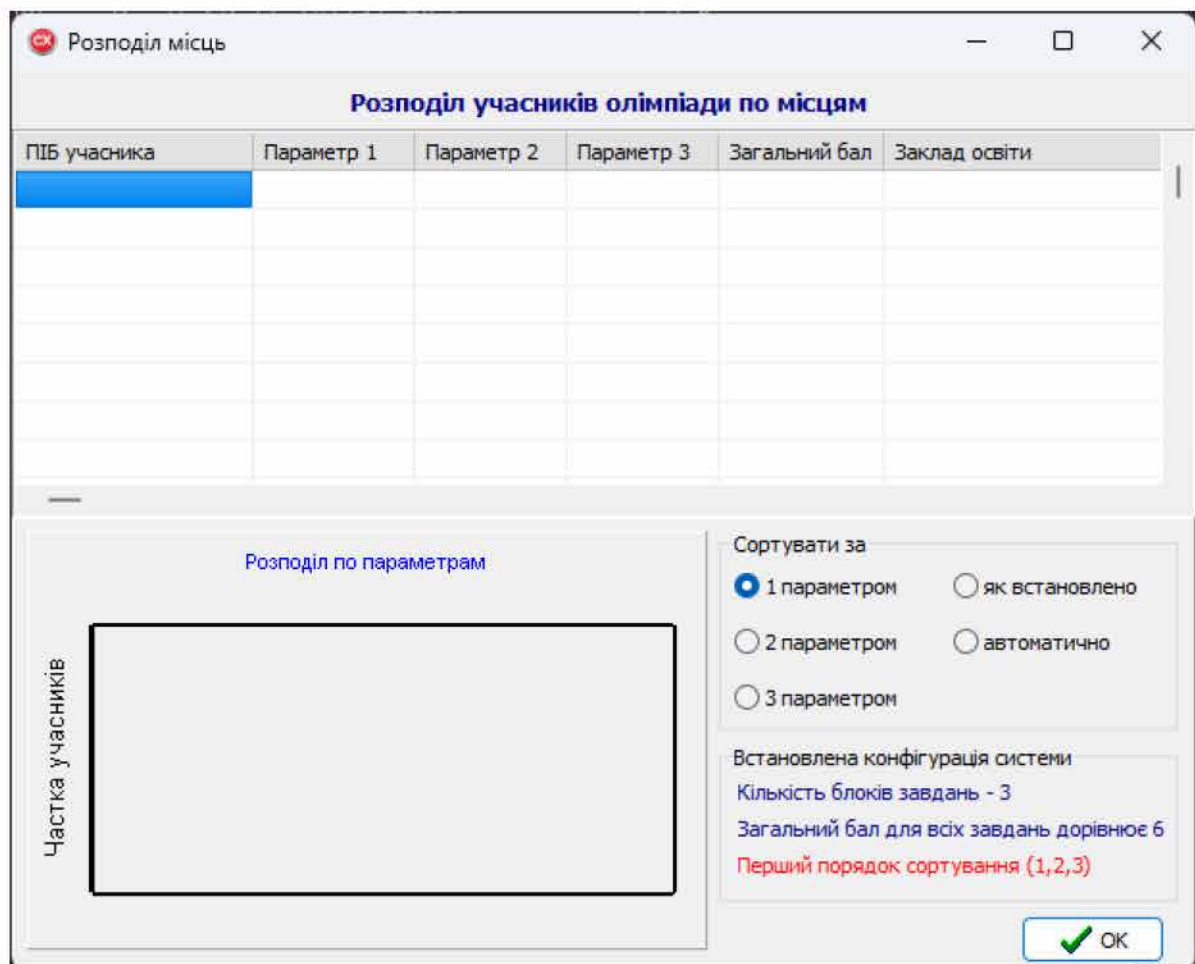 Розподіл місць
Розподіл учасників олімпіади по місцям
ПІБ учасника Параметр 1 Параметр 2 Параметр 3 Загальний бал Заклад освіти
Розподіл по параметрам
Частка учасників
Сортувати за
1 параметром як встановлено
2 параметром автоматично
3 параметром
Встановлена конфігурація системи
Кількість блоків завдань - 3
Загальний бал для всіх завдань дорівнює 6
Перший порядок сортування (1,2,3)
OK